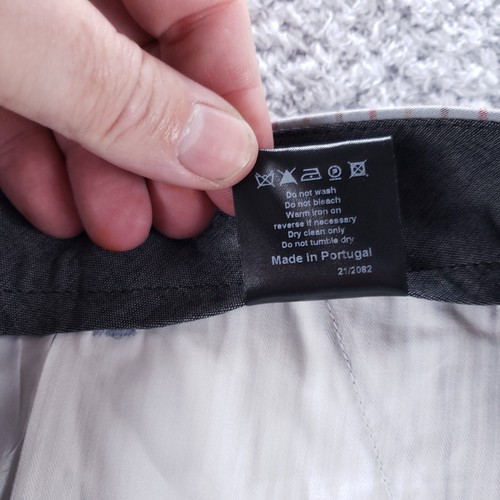 Do not wash
Do not bleach
Warm iron on
reverse if necessary
Dry clean only
Do not tumble dry
Made in Portugal
21/2082